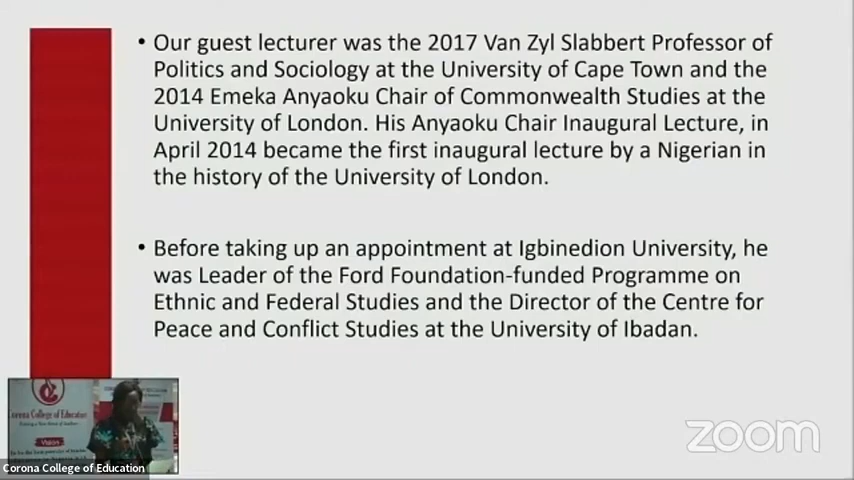 • Our guest lecturer was the 2017 Van Zyl Slabbert Professor of
Politics and Sociology at the University of Cape Town and the
2014 Emeka Anyaoku Chair of Commonwealth Studies at the
University of London. His Anyaoku Chair Inaugural Lecture, in
April 2014 became the first inaugural lecture by a Nigerian in
the history of the University of London.
• Before taking up an appointment at Igbinedion University, he
was Leader of the Ford Foundation-funded Programme on
Ethnic and Federal Studies and the Director of the Centre for
Peace and Conflict Studies at the University of Ibadan.
Corona College of Education
Vision
Corona College of Education
zoom